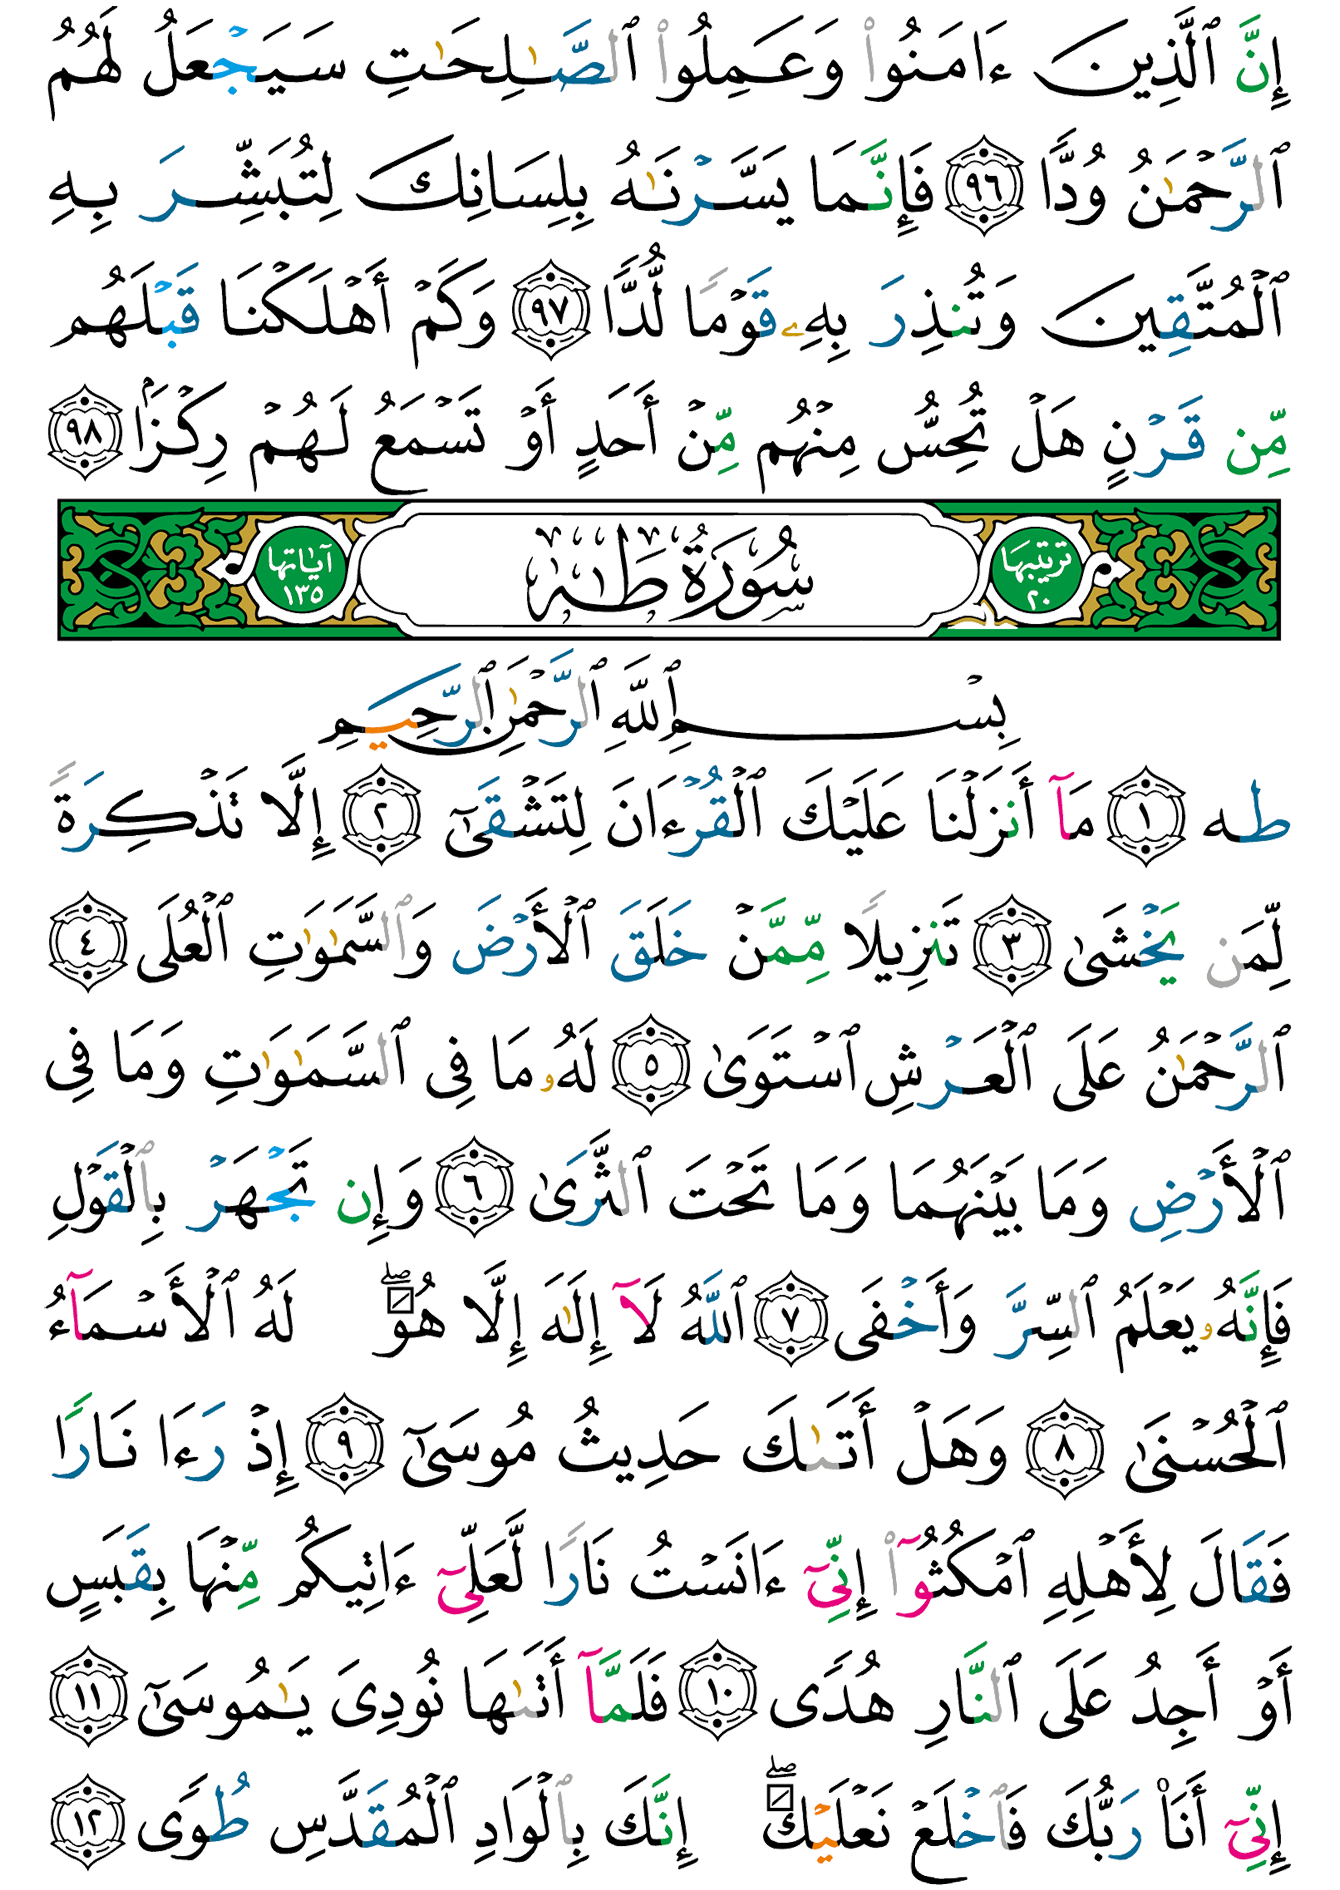 إِنَّ ٱلَّذِينَ ءَامَنُوا۟ وَعَمِلُوا۟ ٱلصَّـٰلِحَـٰتِ سَيَجْعَلُ لَهُمُ
ٱلرَّحْمَـٰنُ وُدًّا ٩٦ فَإِنَّمَا يَسَّرْنَـٰهُ بِلِسَانِكَ لِتُبَشِّرَ بِهِ
ٱلْمُتَّقِينَ وَتُنذِرَ بِهِۦ قَوْمًا لُّدًّا ٩٧ وَكَمْ أَهْلَكْنَا قَبْلَهُم
مِّن قَرْنٍ هَلْ تُحِسُّ مِنْهُم مِّنْ أَحَدٍ أَوْ تَسْمَعُ لَهُمْ رِكْزًۢا ٩٨
ترتيبها ٢٠ سُورَةُ طَهَٰ آيَاتها ١٣٥
بِسْمِ ٱللَّهِ ٱلرَّحْمَـٰنِ ٱلرَّحِيمِ
طه ١ مَآ أَنزَلْنَا عَلَيْكَ ٱلْقُرْءَانَ لِتَشْقَىٰٓ ٢ إِلَّا تَذْكِرَةً
لِّمَن يَخْشَىٰ ٣ تَنزِيلًا مِّمَّنْ خَلَقَ ٱلْأَرْضَ وَٱلسَّمَـٰوَٰتِ ٱلْعُلَى ٤
ٱلرَّحْمَـٰنُ عَلَى ٱلْعَرْشِ ٱسْتَوَىٰ ٥ لَهُۥ مَا فِى ٱلسَّمَـٰوَٰتِ وَمَا فِى
ٱلْأَرْضِ وَمَا بَيْنَهُمَا وَمَا تَحْتَ ٱلثَّرَىٰ ٦ وَإِن تَجْهَرْ بِٱلْقَوْلِ
فَإِنَّهُۥ يَعْلَمُ ٱلسِّرَّ وَأَخْفَى ٧ ٱللَّهُ لَآ إِلَـٰهَ إِلَّا هُوَ ۖ لَهُ ٱلْأَسْمَآءُ
ٱلْحُسْنَىٰ ٨ وَهَلْ أَتَىٰكَ حَدِيثُ مُوسَىٰٓ ٩ إِذْ رَءَا نَارًا
فَقَالَ لِأَهْلِهِ ٱمْكُثُوٓا۟ إِنِّىٓ ءَانَسْتُ نَارًا لَّعَلِّىٓ ءَاتِيكُم مِّنْهَا بِقَبَسٍ
أَوْ أَجِدُ عَلَى ٱلنَّارِ هُدًى ١٠ فَلَمَّآ أَتَىٰهَا نُودِىَ يَـٰمُوسَىٰٓ ١١
إِنِّىٓ أَنَا۠ رَبُّكَ فَٱخْلَعْ نَعْلَيْكَ ۖ إِنَّكَ بِٱلْوَادِ ٱلْمُقَدَّسِ طُوًى ١٢